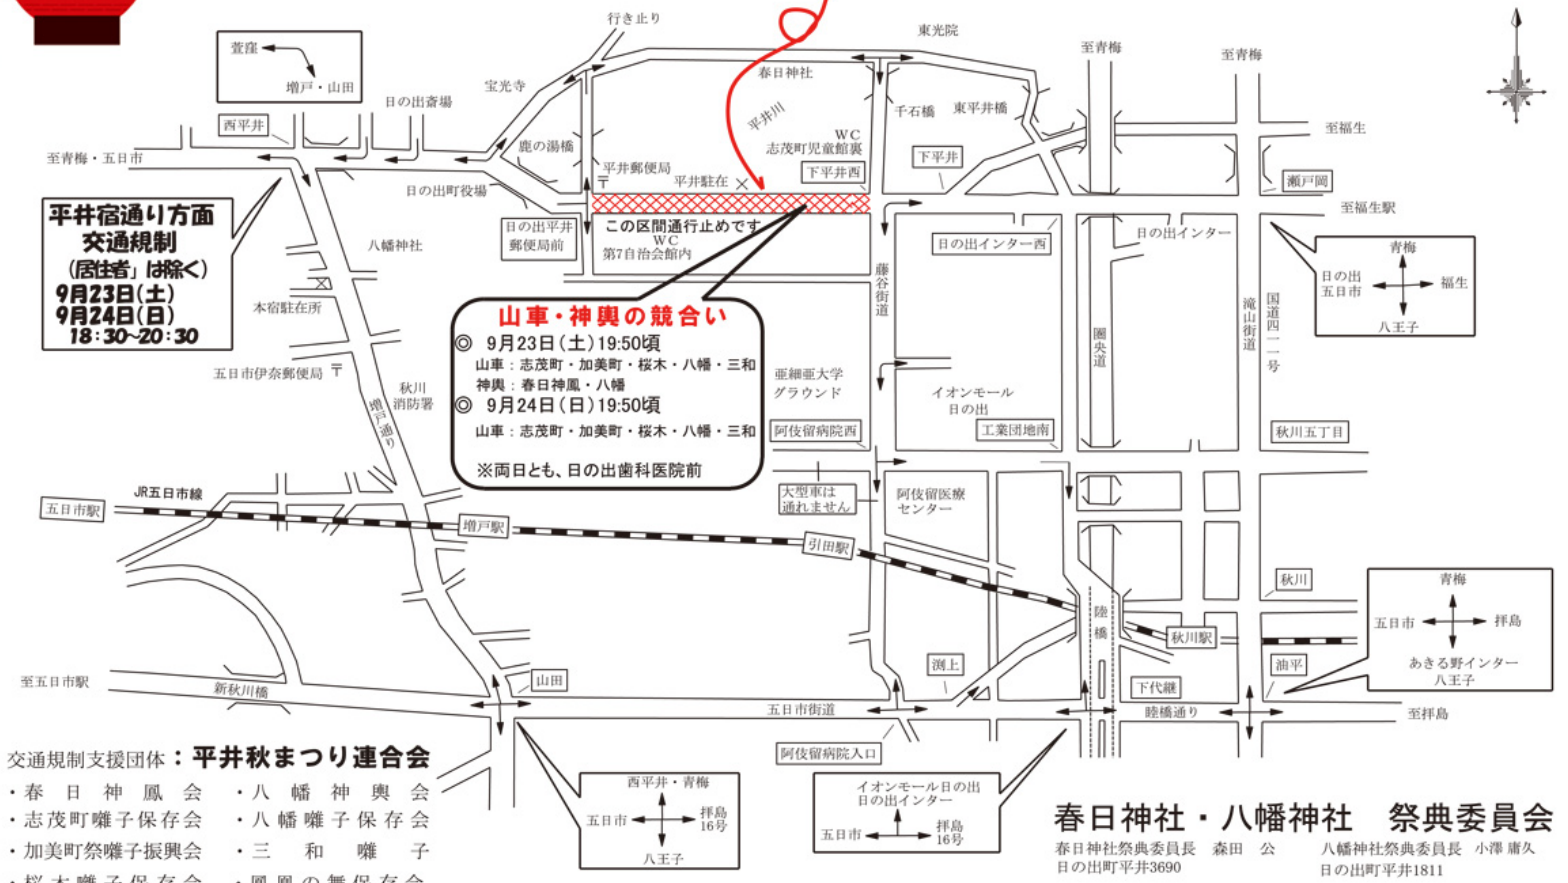 行き止り
東光院
至青梅
至青梅
萱窪
増戸・山田
宝光寺
春日神社
日の出斎場
平井川
千石橋
東平井橋
西平井
WC
志茂町児童館裏
至福生
至青梅・五日市
鹿の湯橋
平井郵便局
〒
平井駐在
下平井西
下平井
瀬戸岡
日の出町役場
至福生駅
平井宿通り方面
交通規制
(居住者」は除く)
9月23日(土)
9月24日(日)
18:30~20:30
八幡神社
日の出平井
郵便局前
この区間通行止めです
WC
第7自治会館内
日の出インター西
日の出インター
青梅
日の出
五日市
福生
八王子
藤谷街道
圏央道
滝山街道
国道四一一号
本宿駐在所
山車・神輿の競合い
◎ 9月23日(土)19:50頃
山車:志茂町・加美町・桜木・八幡・三和
神輿:春日神鳳・八幡
◎ 9月24日(日)19:50頃
山車:志茂町・加美町・桜木・八幡・三和
※両日とも、日の出歯科医院前
五日市伊奈郵便局 〒
秋川
消防署
増戸通り
亜細亜大学
グラウンド
イオンモール
日の出
阿伎留病院西
工業団地南
秋川五丁目
大型車は
通れません
阿伎留医療
センター
JR五日市線
五日市駅
増戸駅
引田駅
陸橋
秋川駅
秋川
青梅
五日市
拝島
あきる野インター
八王子
油平
渕上
下代継
山田
至五日市駅
新秋川橋
五日市街道
睦橋通り
至拝島
阿伎留病院入口
西平井・青梅
五日市
拝島
16号
八王子
イオンモール日の出
日の出インター
五日市
拝島
16号
交通規制支援団体:平井秋まつり連合会
・春日神鳳会 ・八幡神輿会
・志茂町囃子保存会 ・八幡囃子保存会
・加美町祭囃子振興会 ・三和囃子
・桜木囃子保存会 ・鳳凰の舞保存会
春日神社・八幡神社 祭典委員会
春日神社祭典委員長 森田 公 八幡神社祭典委員長 小澤 庸久
日の出町平井3690 日の出町平井1811